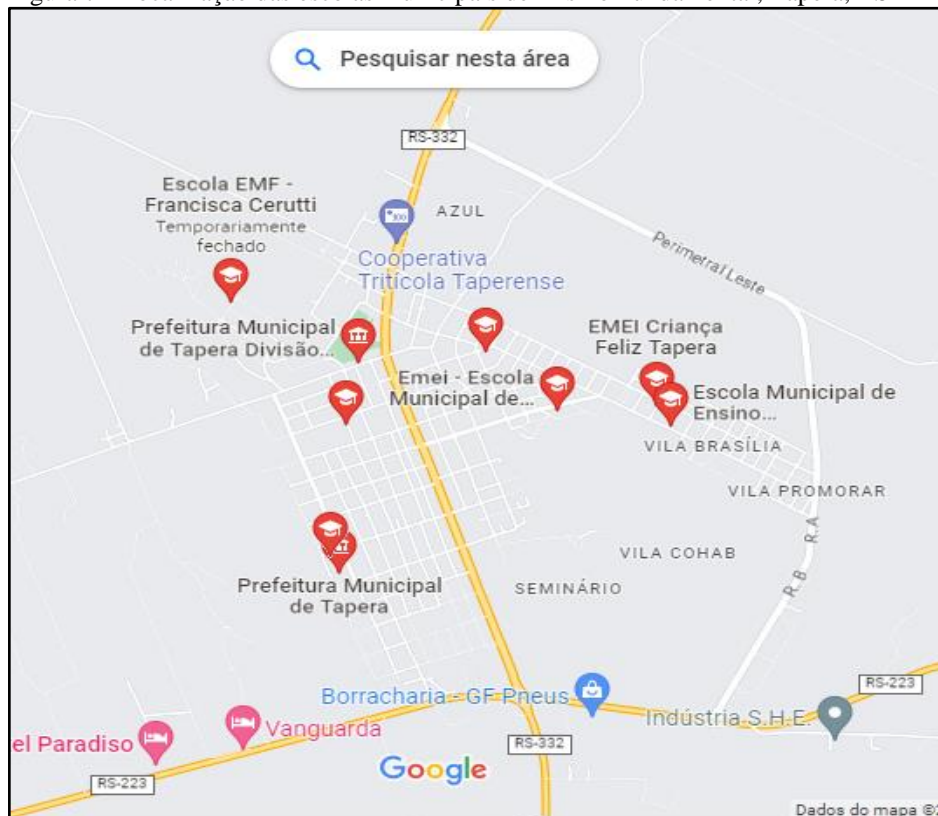 Pesquisar nesta área
RS-332
Escola EMF -
Francisca Cerutti
Temporariamente
fechado
AZUL
Cooperativa
Tritícola Taperense
Perimetral Leste
Prefeitura Municipal
de Tapera Divisão...
EMEI Criança
Feliz Tapera
Emei - Escola
Municipal de...
Escola Municipal de
Ensino...
VILA BRASÍLIA
VILA PROMORAR
R.A
VILA COHAB
R.B
SEMINÁRIO
Prefeitura Municipal
de Tapera
RS-223
Borracharia - GF Pneus
Indústria S.H.E.
Vanguarda
el Paradiso
RS-332
Google
RS-223
Dados do mapa ©2